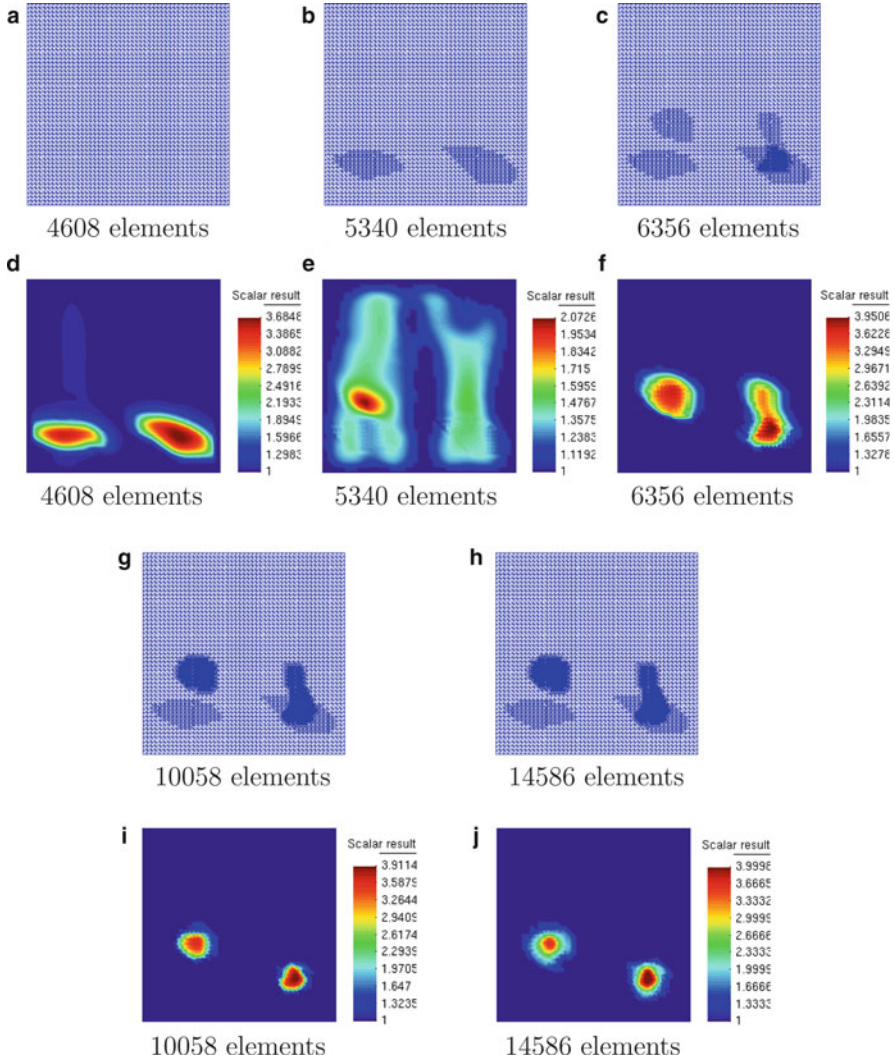 a
b
c
4608 elements
5340 elements
6356 elements
d
e
f
Scalar result
3.6848
3.3865
3.0882
2.7899
2.4916
2.1933
1.8949
1.5966
1.2983
1
Scalar result
2.0726
1.9534
1.8342
1.715
1.5959
1.4767
1.3575
1.2383
1.1192
1
Scalar result
3.9506
3.6228
3.2949
2.9671
2.6392
2.3114
1.9835
1.6557
1.3278
1
4608 elements
5340 elements
6356 elements
g
h
10058 elements
14586 elements
i
j
Scalar result
3.9114
3.5879
3.2644
2.9409
2.6174
2.2939
1.9705
1.647
1.3235
1
Scalar result
3.9998
3.6665
3.3332
2.9999
2.6666
2.3333
1.9999
1.6666
1.3333
1
10058 elements
14586 elements